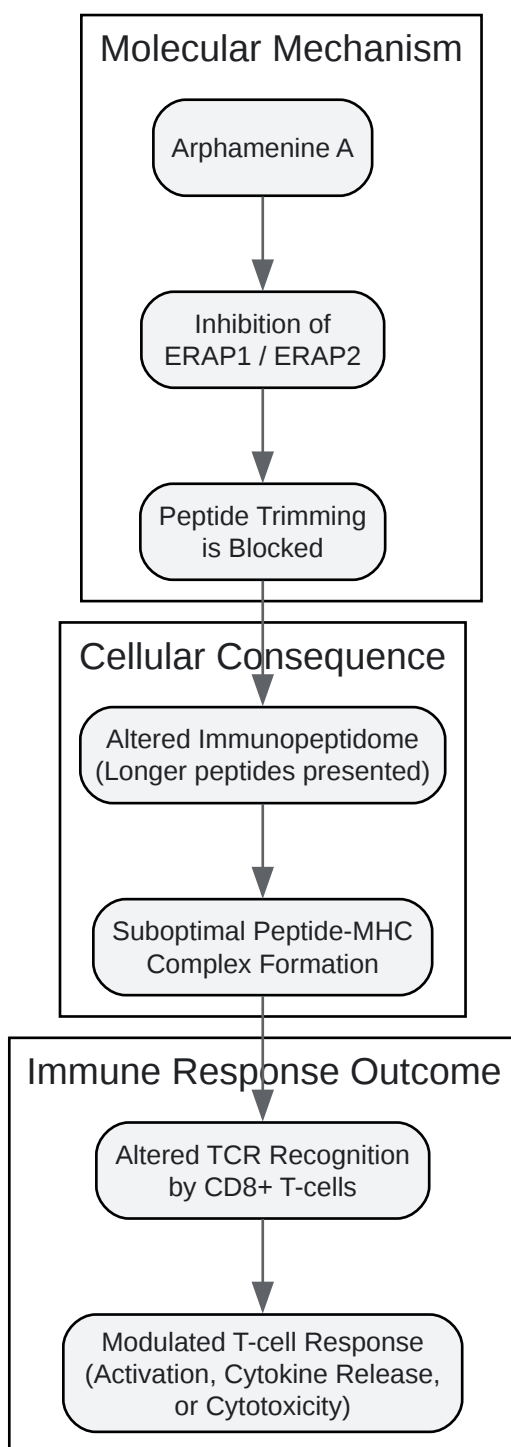 Molecular Mechanism
Arphamenine A
Inhibition of
ERAP1 / ERAP2
Peptide Trimming
is Blocked
Cellular Consequence
Altered Immunopeptidome
(Longer peptides presented)
Suboptimal Peptide-MHC
Complex Formation
Immune Response Outcome
Altered TCR Recognition
by CD8+ T-cells
Modulated T-cell Response
(Activation, Cytokine Release,
or Cytotoxicity)